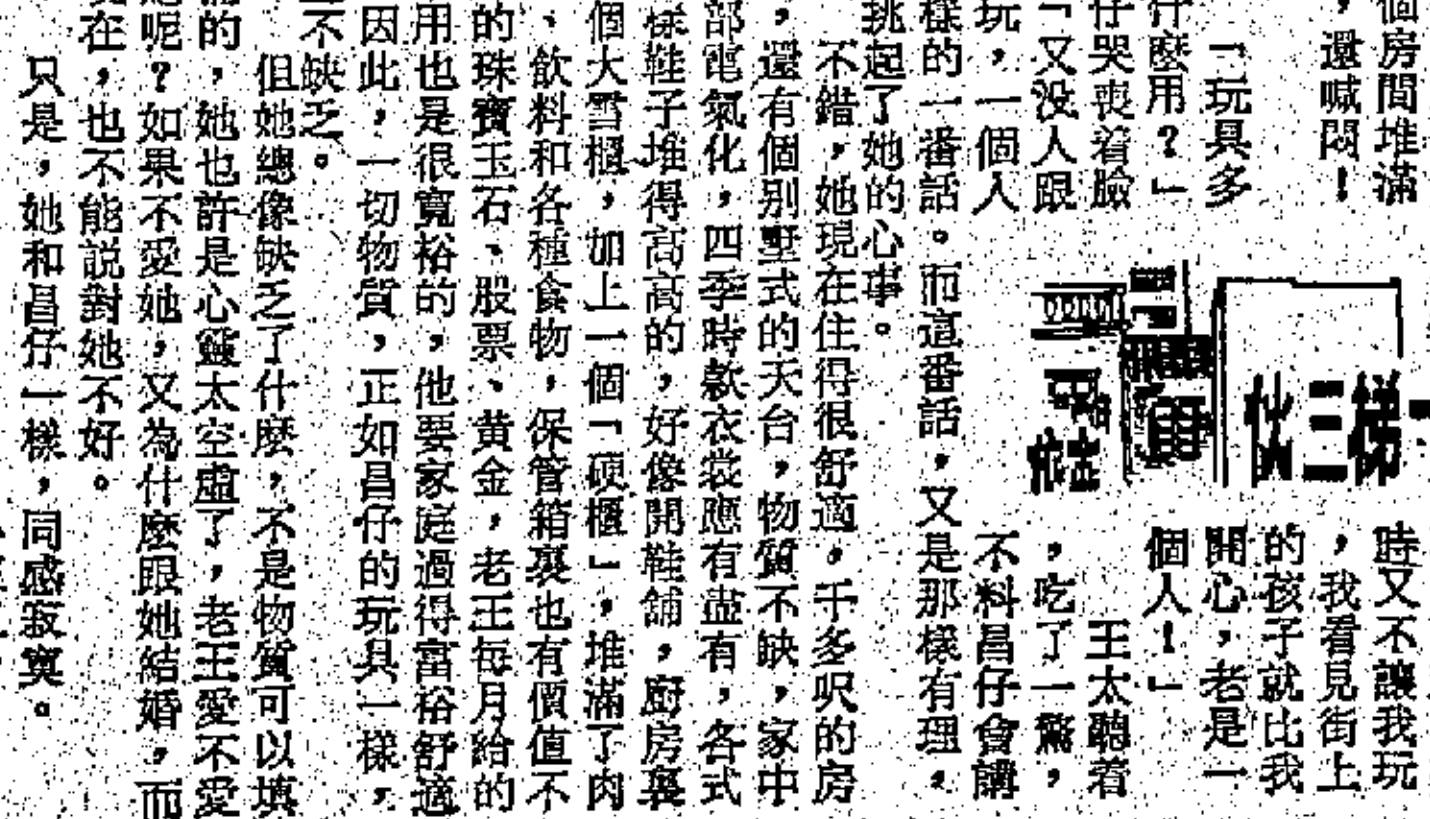 個房間堆滿
，還喊悶！
「玩具多
什麼用？」
仔哭喪着臉
「又没人跟
玩，一個人
梯三伙
時又不讓我玩
，我看見街上
的孩子就比我
開心，老是一
個人！」
王太聽着
，吃了一驚，
不料昌仔會講
樣的一番話。而這番話，又是那樣有理，
挑起了她的心事。
不錯，她現在住得很舒適，千多呎的房
，還有個别墅式的天台，物質不缺，家中
部電氣化，四季時款衣裳應有盡有，各式
樣鞋子堆得高高的，好像開鞋舖，廚房裏
個大雪櫃，加上一個「硬櫃」，堆滿了肉
、飲料和各種食物，保管箱裏也有價值不
的珠寶玉石、股票、黄金，老王每月給的
用也是很寬裕的，他要家庭過得富裕舒適
因此，一切物質，正如昌仔的玩具一樣，
不缺乏。
但她總像缺乏了什麼，不是物質可以填
的，她也許是心靈太空虛了，老王愛不愛
呢？如果不愛她，又為什麼跟她結婚，而
在，也不能説對她不好。
只是，她和昌仔一樣，同感寂寞。